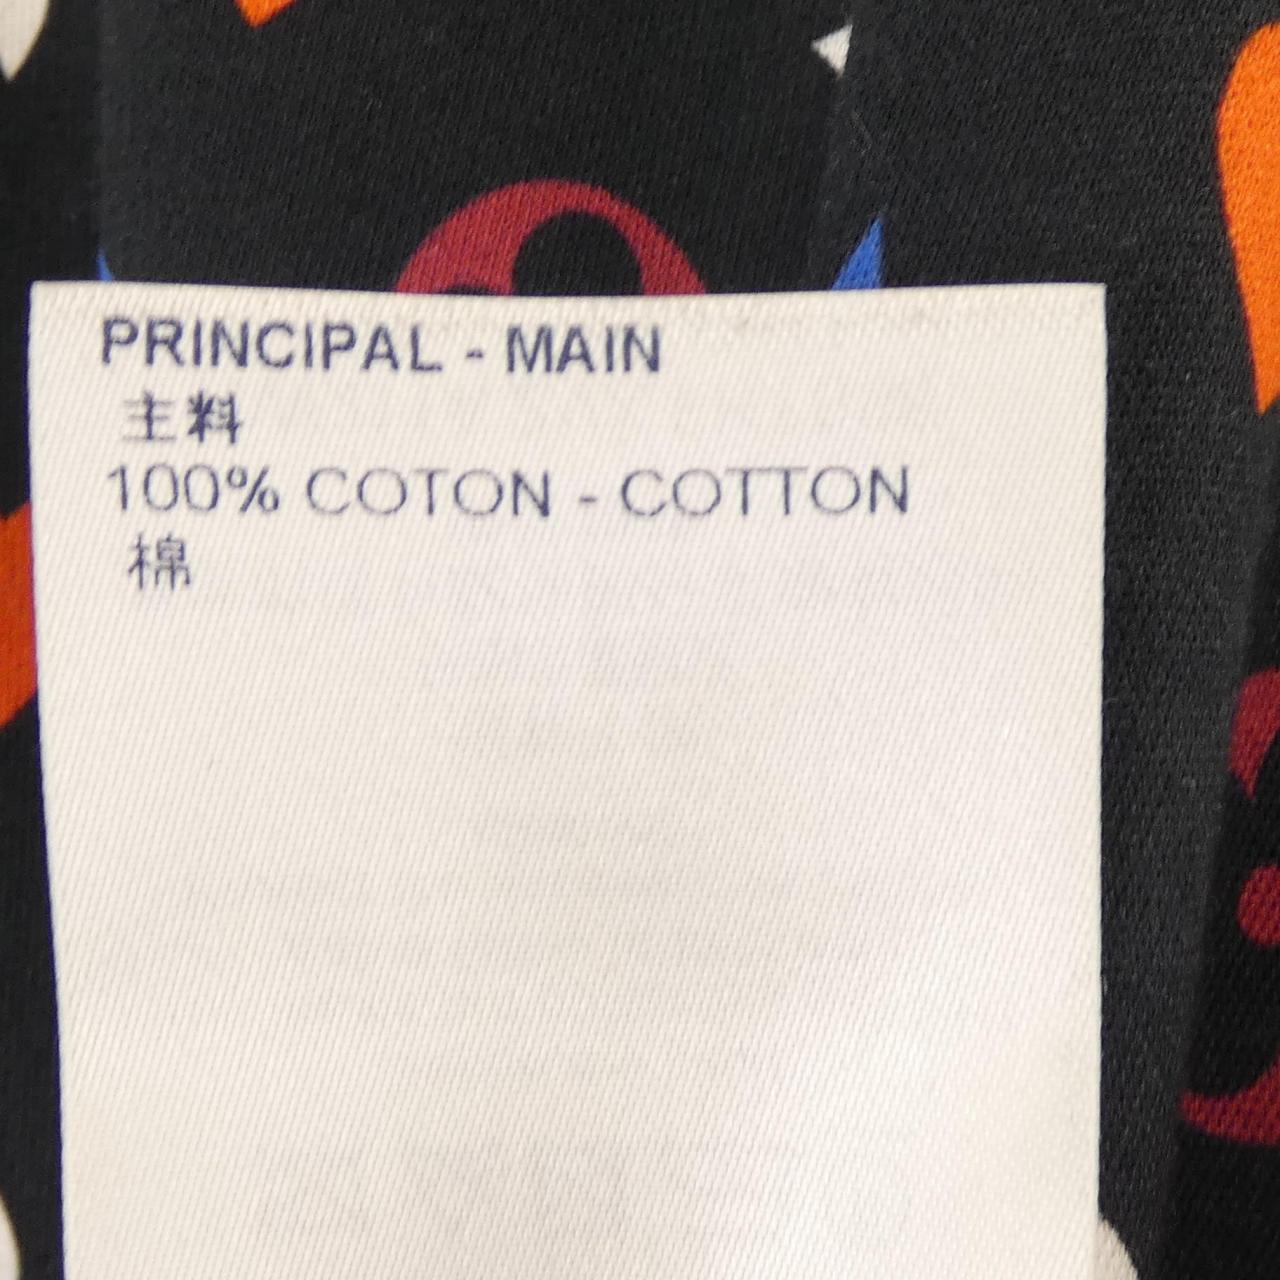 PRINCIPAL - MAIN
主料
100% COTON - COTTON
棉